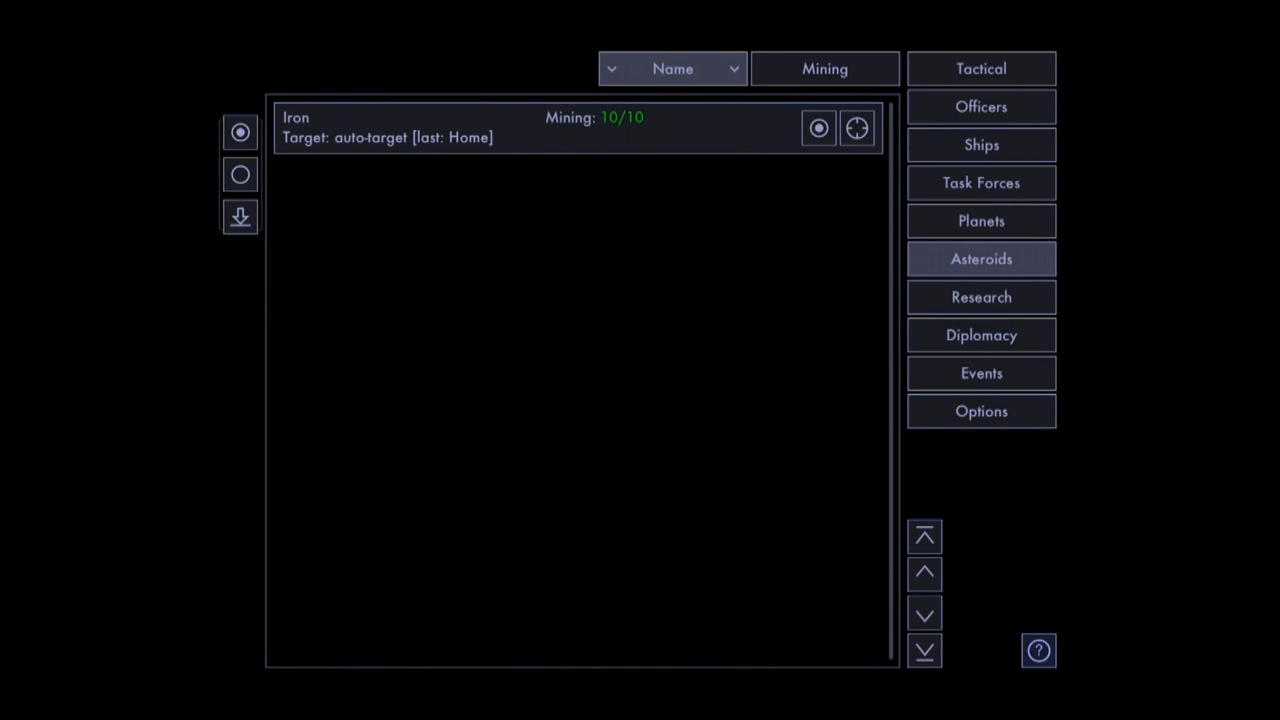 Name
Mining
Tactical
Officers
Ships
Task Forces
Planets
Asteroids
Research
Diplomacy
Events
Options
Iron
Mining: 10/10
Target: auto-target [last: Home]
?